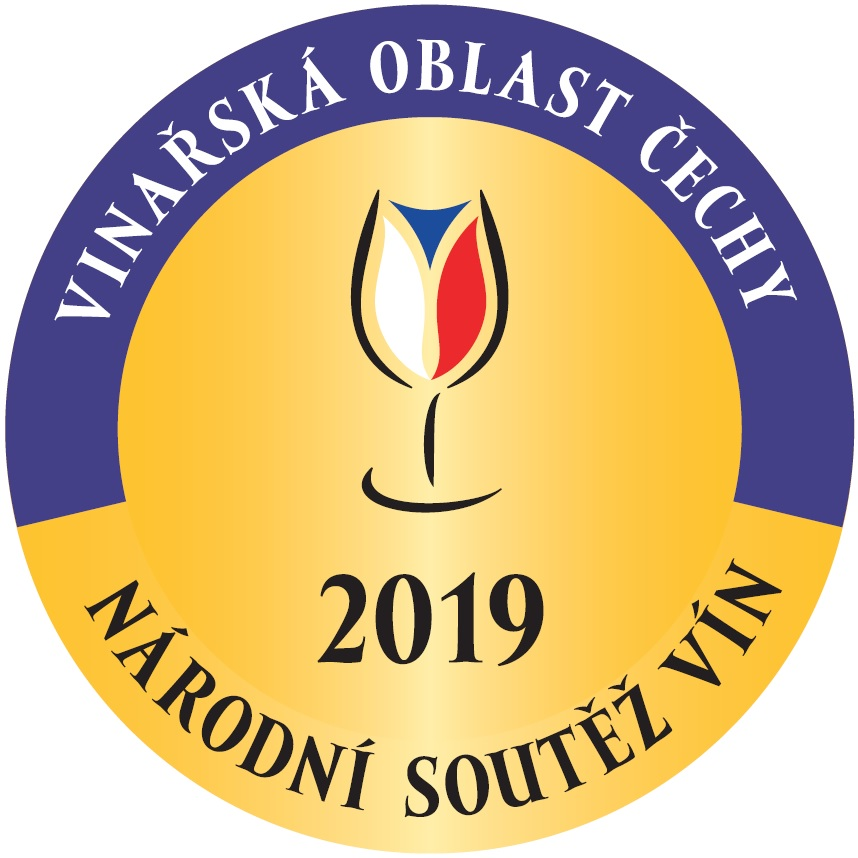 VINAŘSKÁ OBLAST ČECHY
2019
NÁRODNÍ SOUTĚŽ VÍN